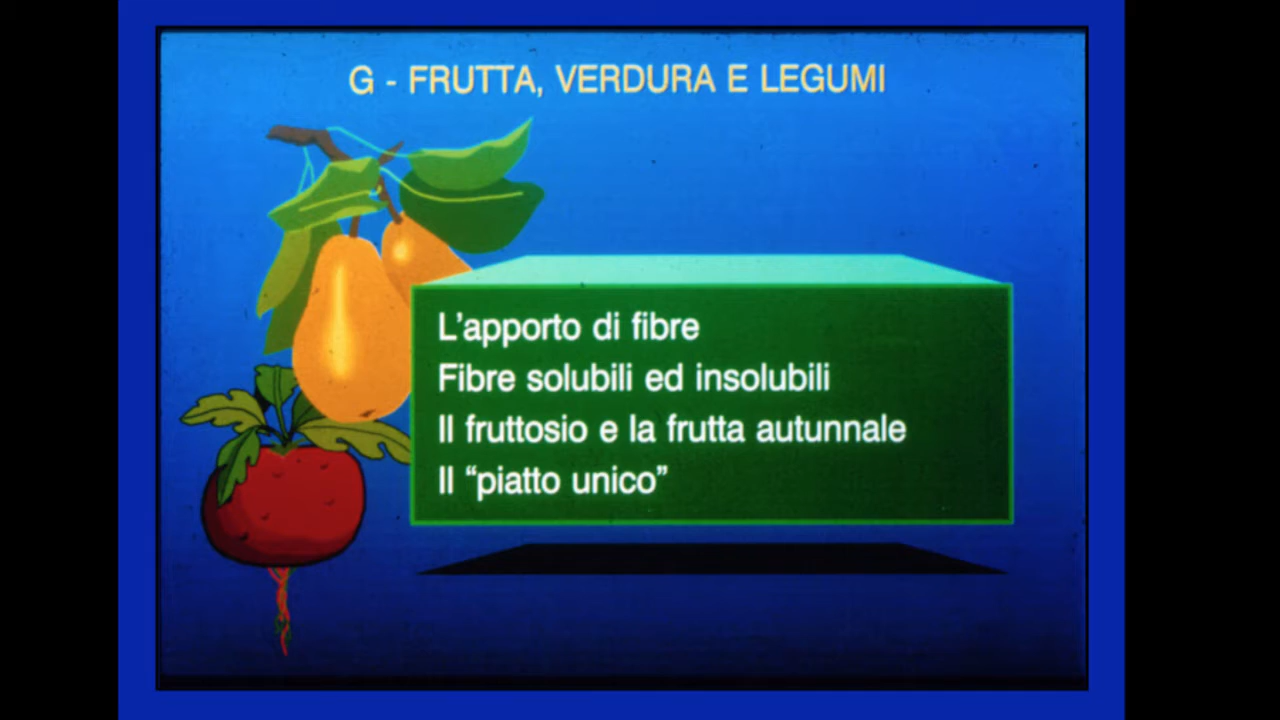 G - FRUTTA, VERDURA E LEGUMI
L’apporto di fibre
Fibre solubili ed insolubili
Il fruttosio e la frutta autunnale
Il “piatto unico”